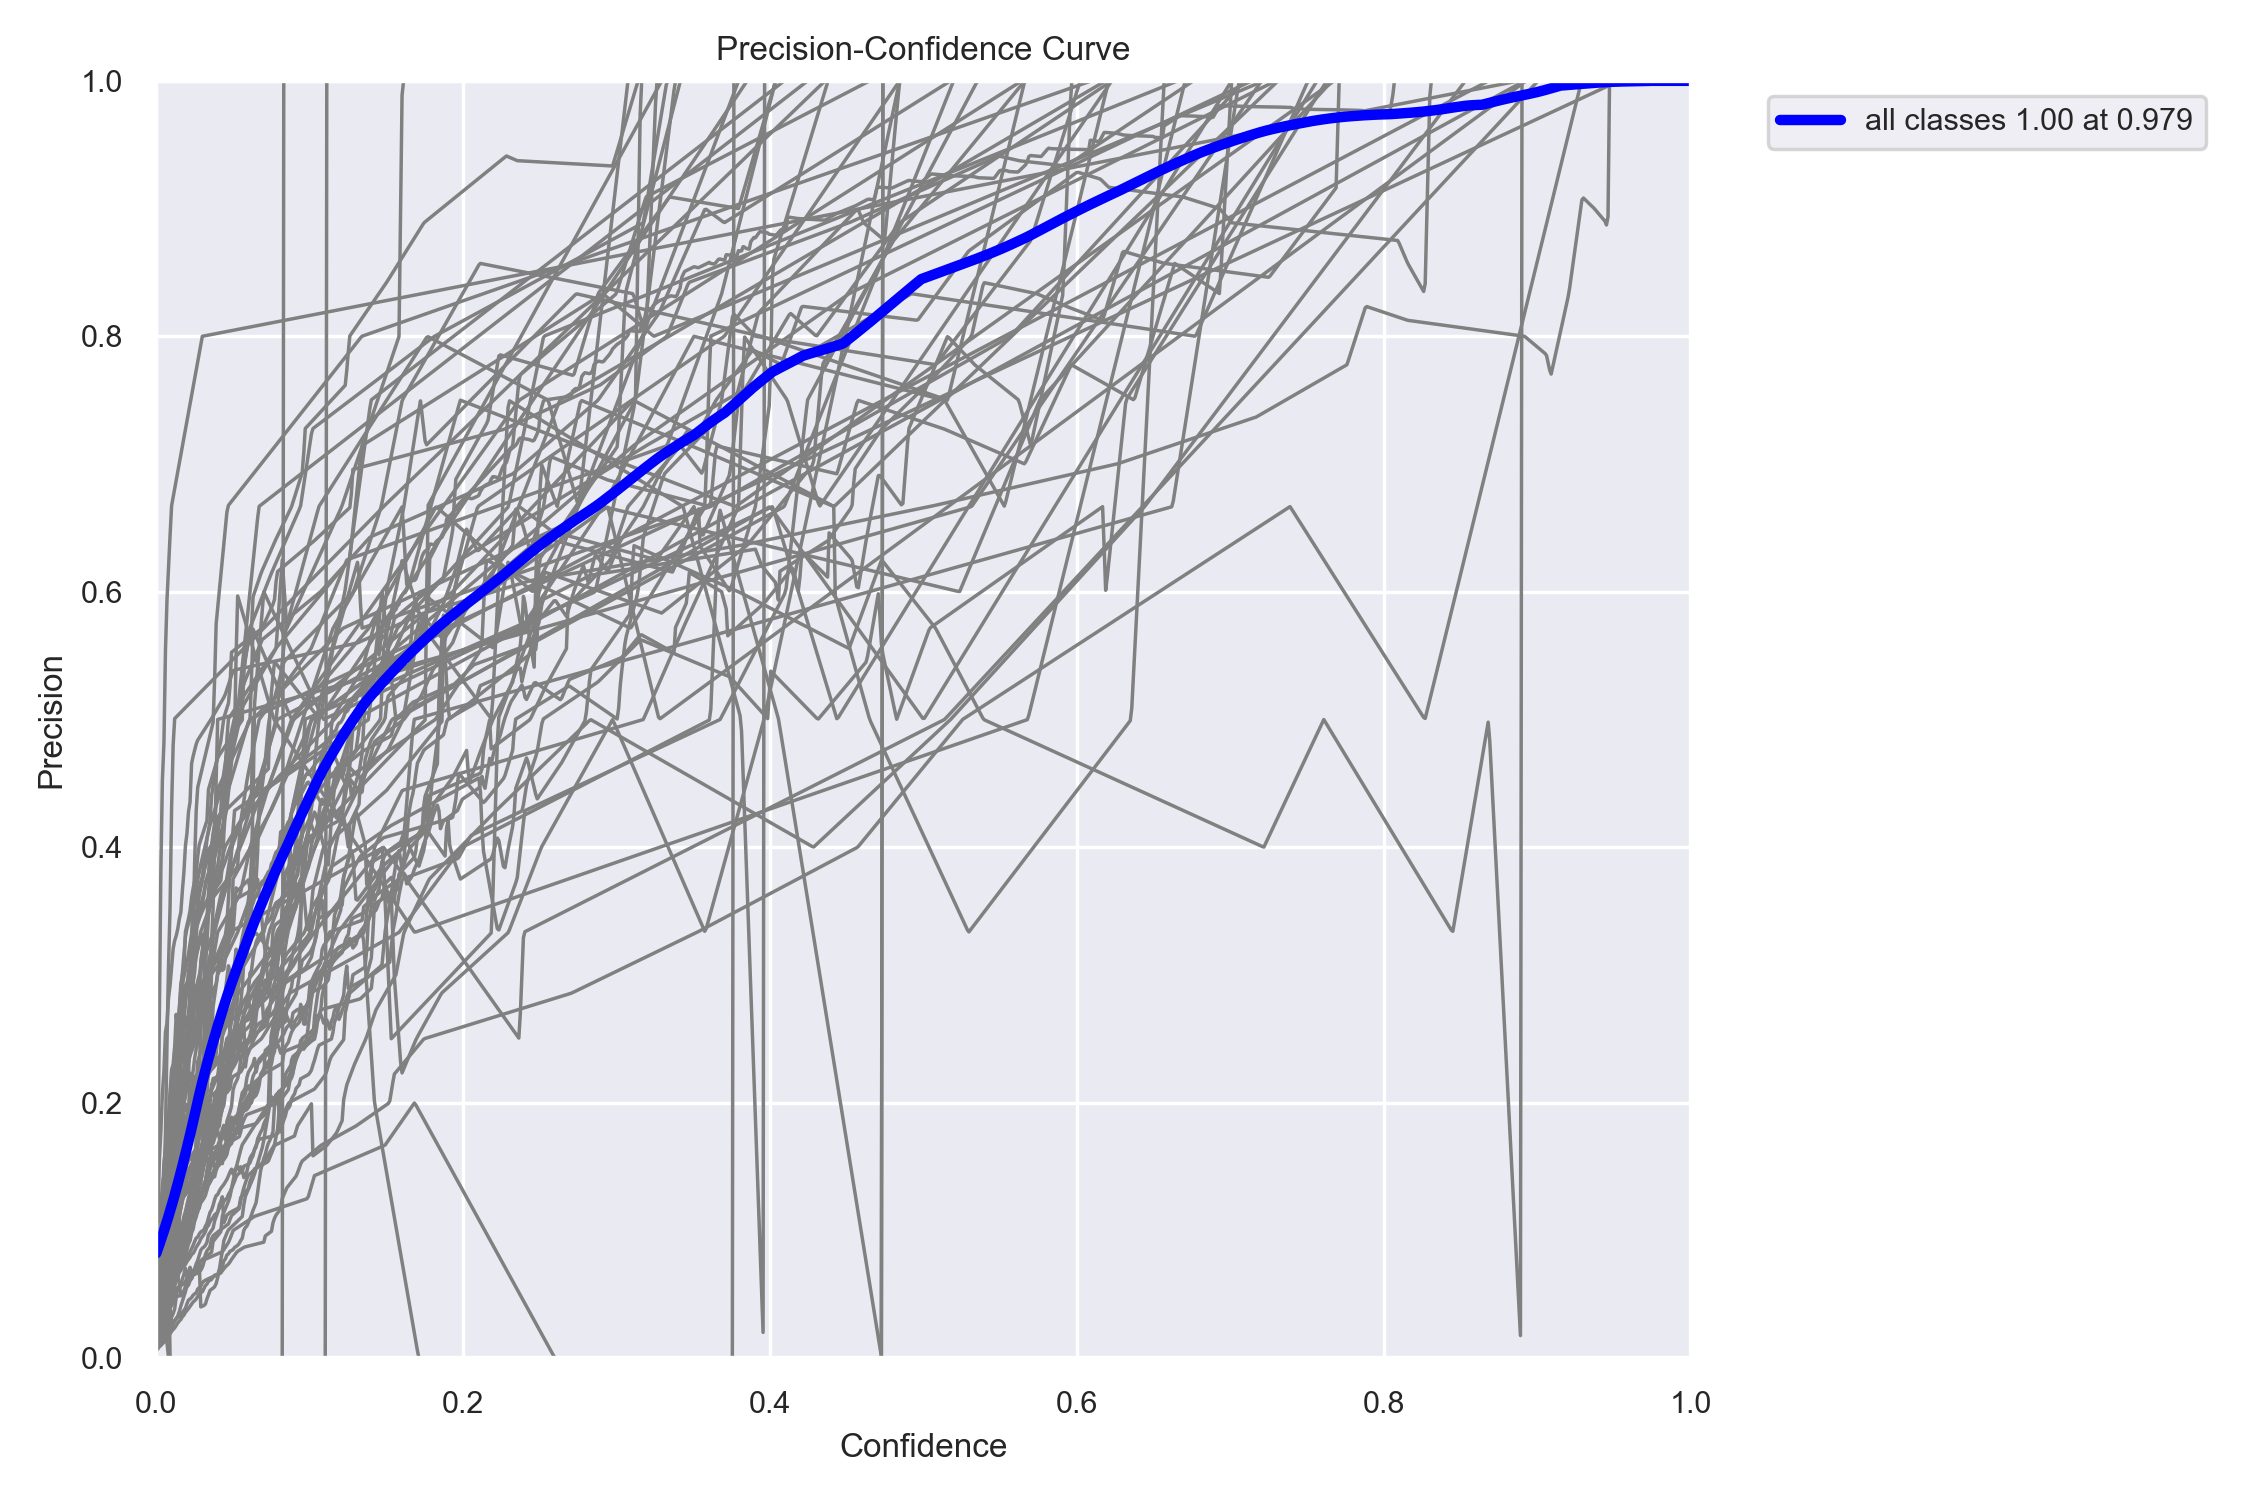 Precision-Confidence Curve
all classes 1.00 at 0.979
1.0
0.8
0.6
0.4
0.2
0.0
Precision
0.0 0.2 0.4 0.6 0.8 1.0
Confidence